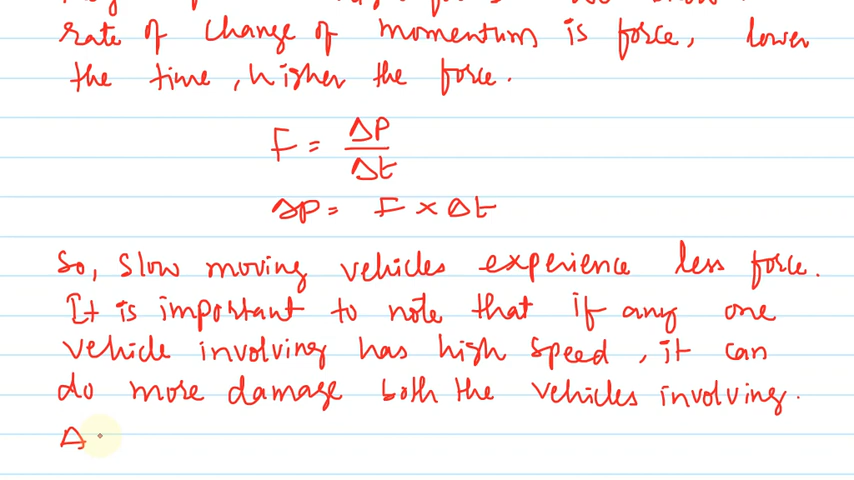 rate of change of momentum is force, lower
the time, higher the force.
F = Δp/Δt
Δp = F × Δt
So, slow moving vehicles experience less force.
It is important to note that if any one
vehicle involving has high speed, it can
do more damage both the vehicles involving.
Δ